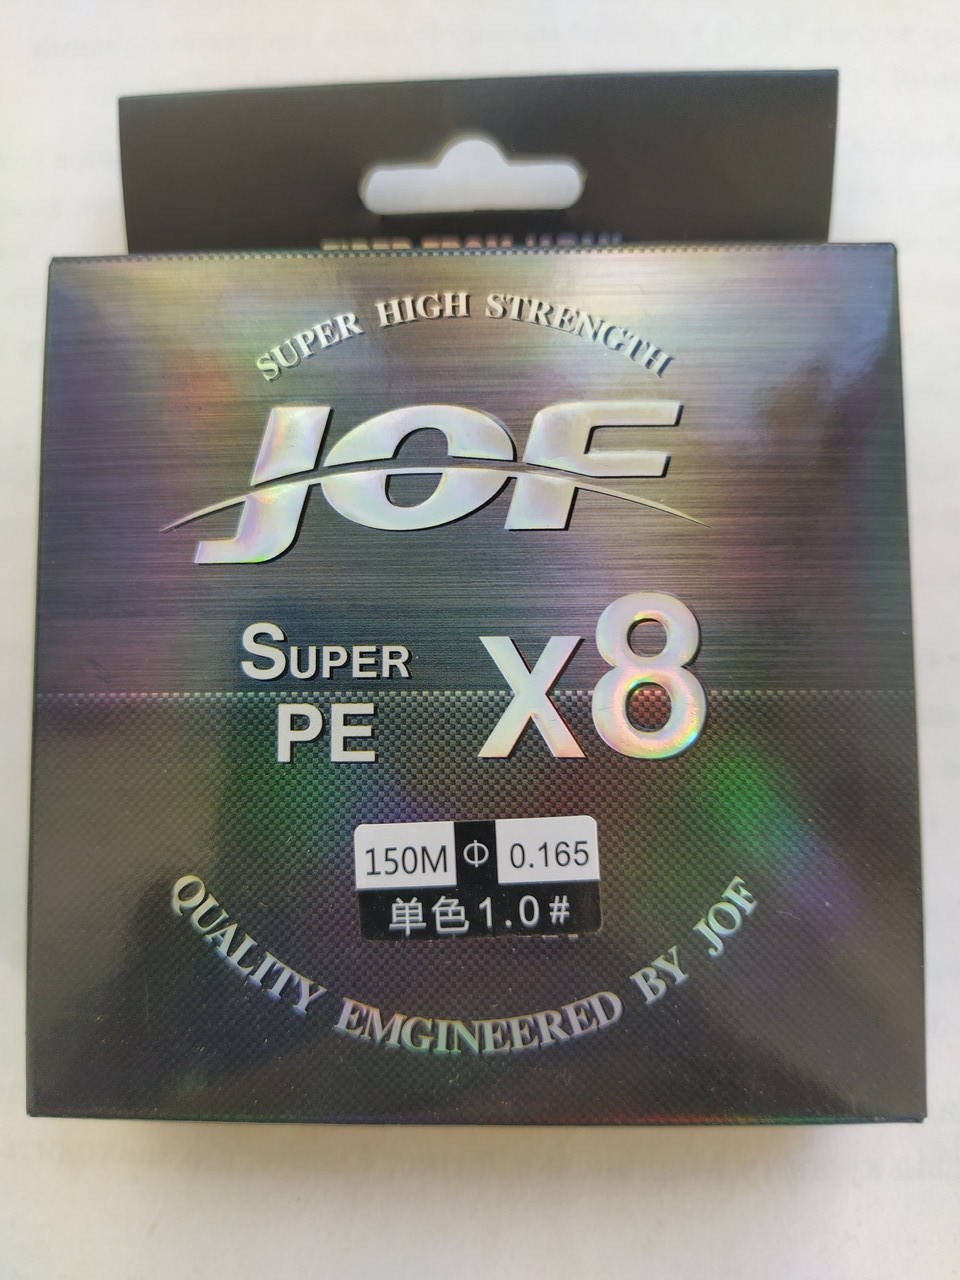 SUPER HIGH STRENGTH
JOF
SUPER
PE
X8
150M Φ 0.165
单色1.0#
QUALITY EMGINEERED BY JOF